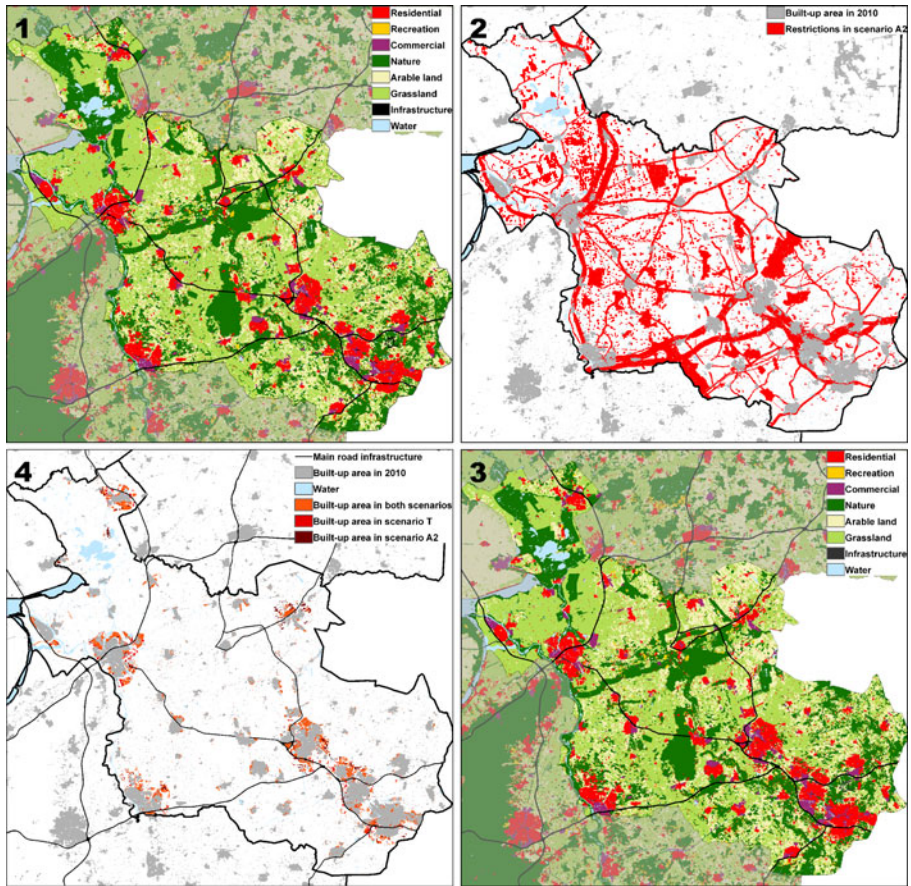 1
Residential
Recreation
Commercial
Nature
Arable land
Grassland
Infrastructure
Water
2
Built-up area in 2010
Restrictions in scenario A2
4
Main road infrastructure
Built-up area in 2010
Water
Built-up area in both scenarios
Built-up area in scenario T
Built-up area in scenario A2
3
Residential
Recreation
Commercial
Nature
Arable land
Grassland
Infrastructure
Water